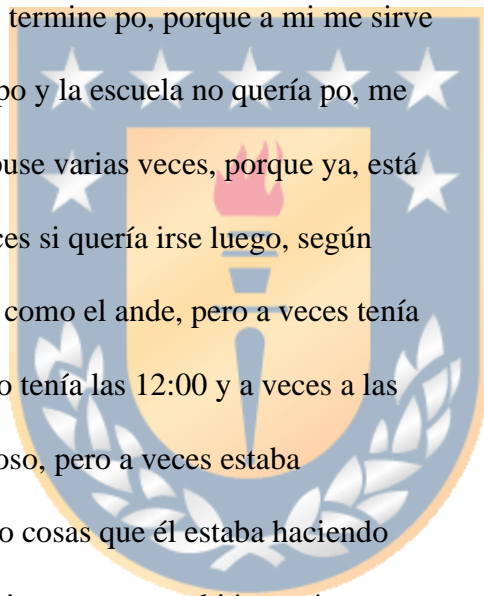 termine po, porque a mi me sirve
po y la escuela no quería po, me
puse varias veces, porque ya, está
si quería irse luego, según
como el ande, pero a veces tenía
tenía las 12:00 y a veces a las
pero a veces estaba
cosas que él estaba haciendo